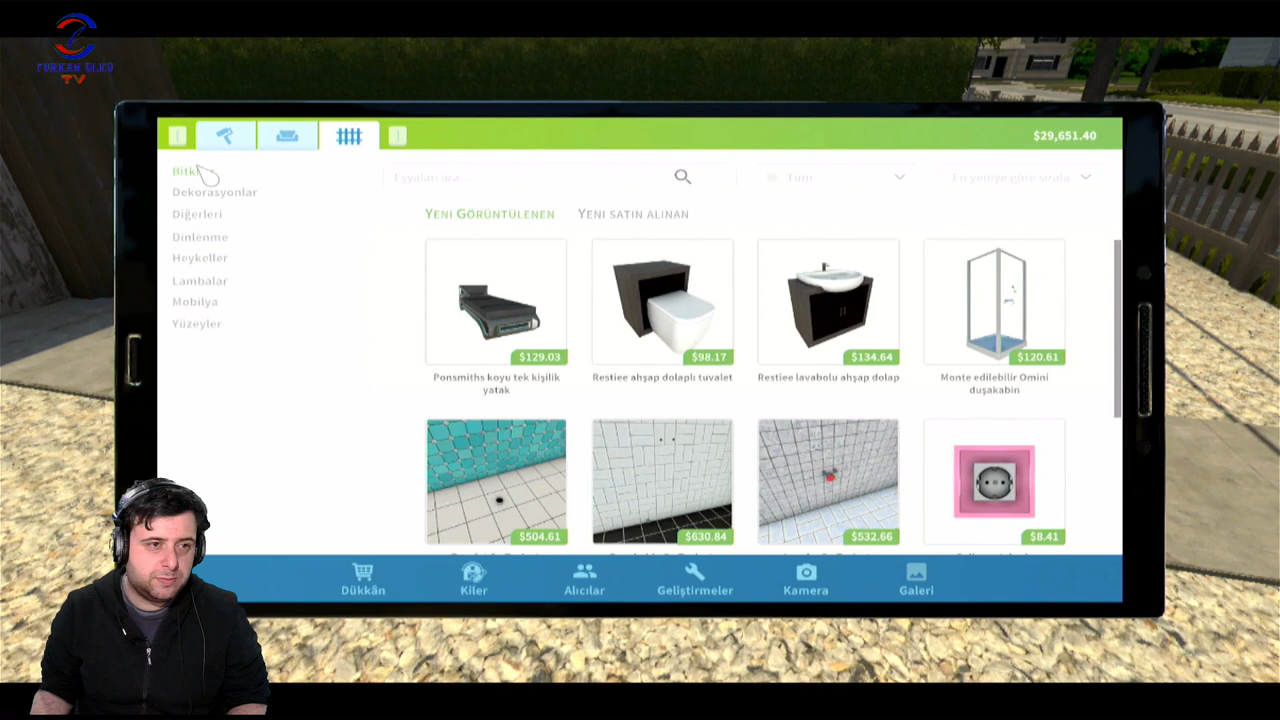 FURKAN ÜLKÜ
TV
$29,651.40
Bitki
Dekorasyonlar
Diğerleri
Dinlenme
Heykeller
Lambalar
Mobilya
Yüzeyler
Eşyaları ara...
Tüm
En yeniye göre sırala
YENİ GÖRÜNTÜLENEN
YENİ SATIN ALINAN
$129.03
$98.17
$134.64
$120.61
Ponsmiths koyu tek kişilik
yatak
Restiee ahşap dolaplı tuvalet
Restiee lavabolu ahşap dolap
Monte edilebilir Omini
duşakabin
$504.61
$630.84
$532.66
$8.41
Dükkân
Kiler
Alıcılar
Geliştirmeler
Kamera
Galeri